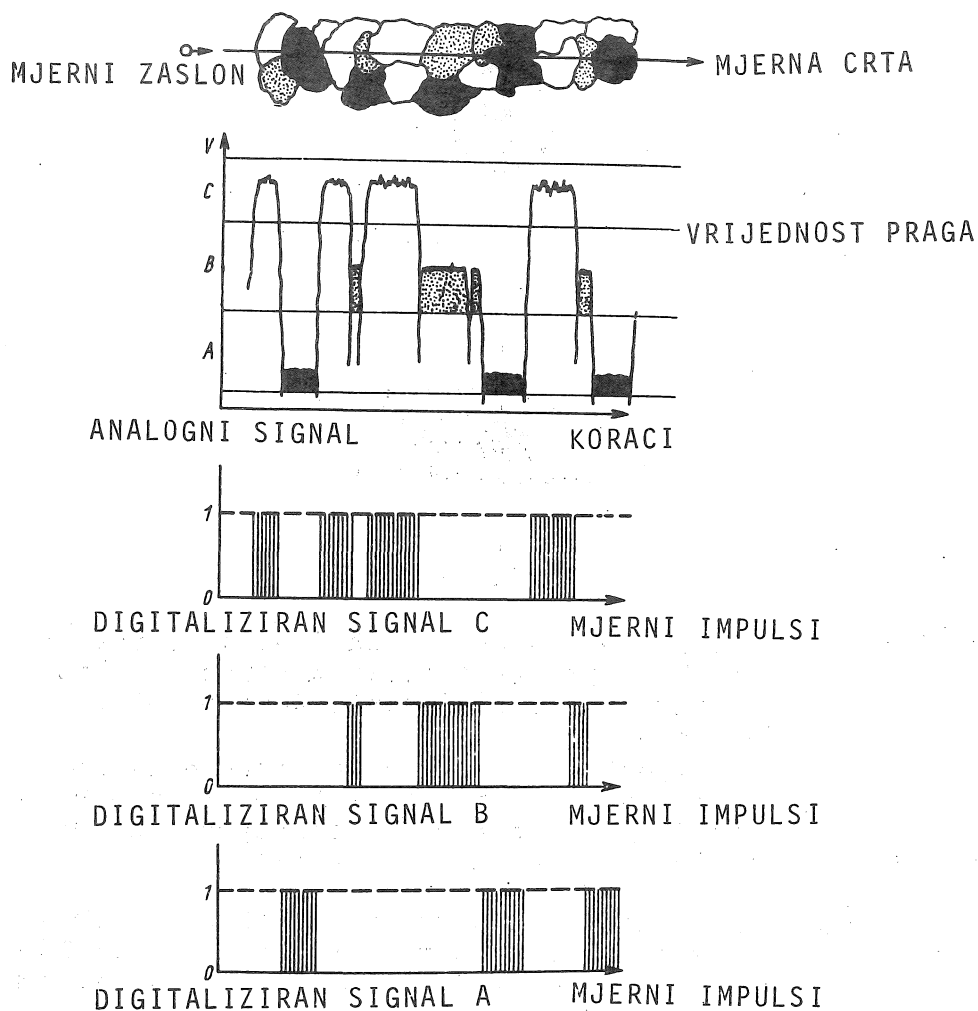 MJERNI ZASLON
MJERNA CRTA
V
C
VRIJEDNOST PRAGA
B
A
ANALOGNI SIGNAL
KORACI
1
0
DIGITALIZIRAN SIGNAL C
MJERNI IMPULSI
1
0
DIGITALIZIRAN SIGNAL B
MJERNI IMPULSI
1
0
DIGITALIZIRAN SIGNAL A
MJERNI IMPULSI